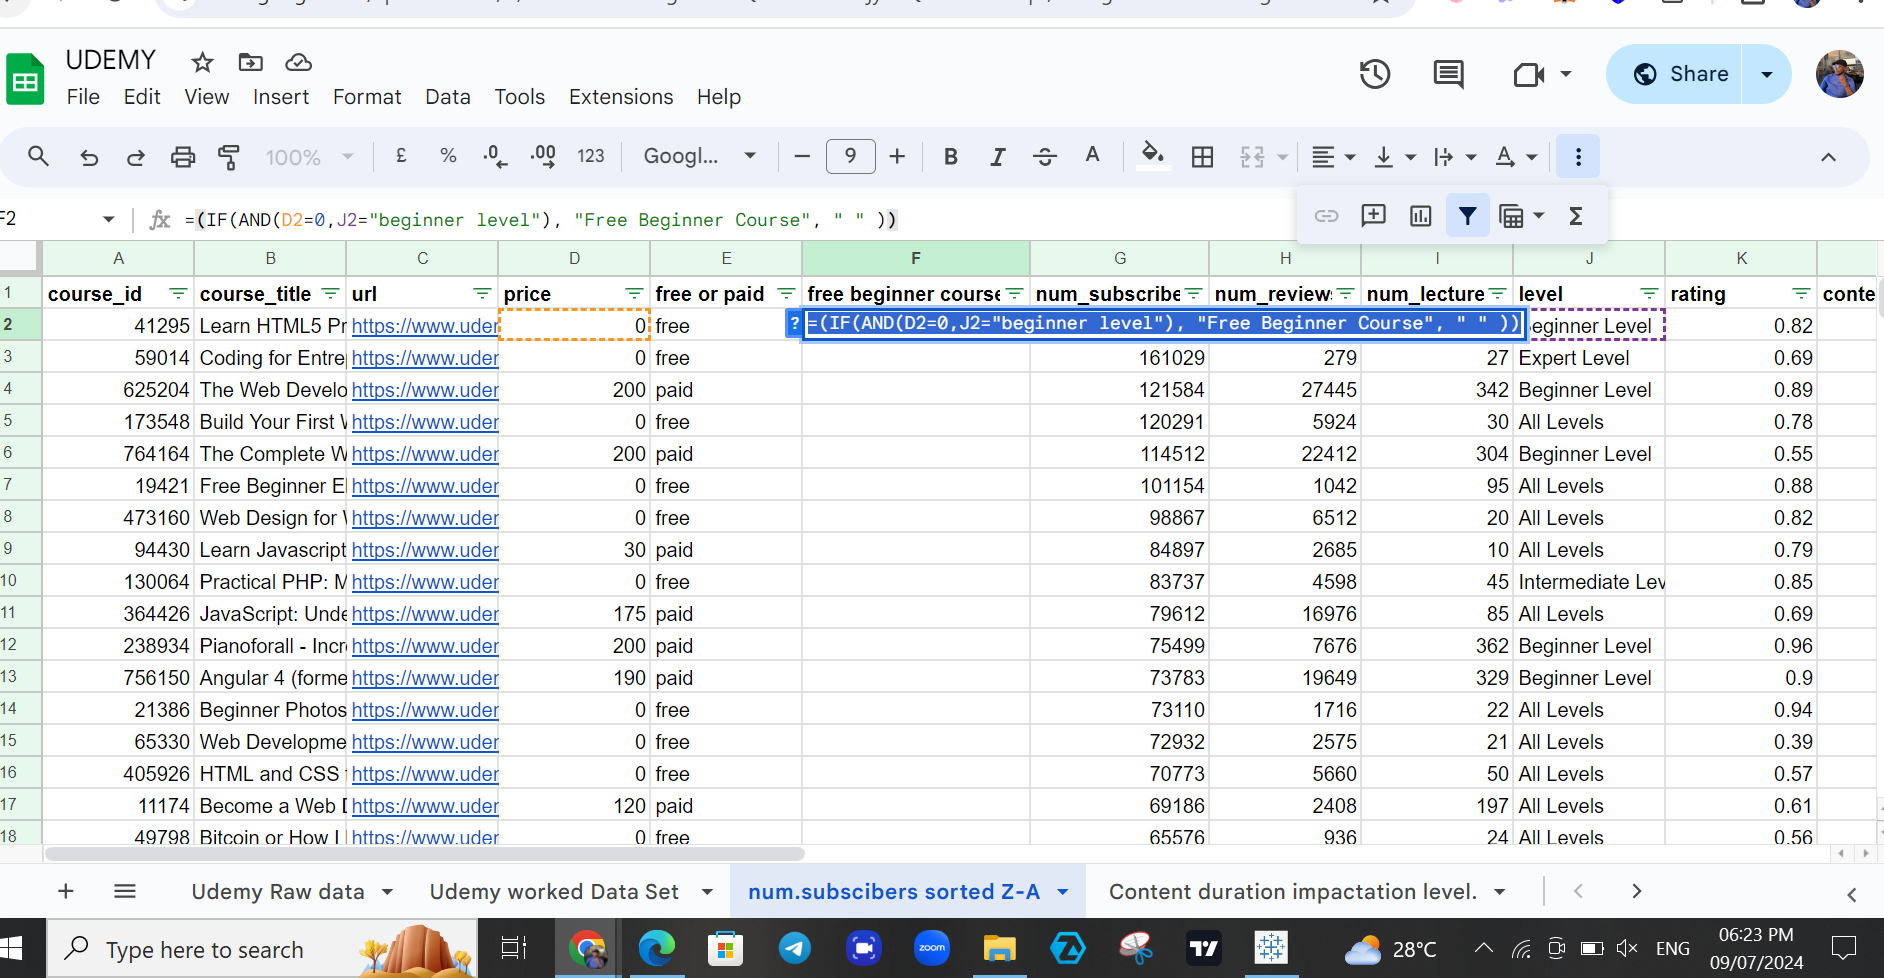 UDEMY
File Edit View Insert Format Data Tools Extensions Help
Share
100% £ % .0 .00 123 Googl... 9 B I S A
F2 fx =(IF(AND(D2=0,J2="beginner level"), "Free Beginner Course", " " ))
A B C D E F G H I J K
1 course_id course_title url price free or paid free beginner course num_subscribe num_review num_lecture level rating conte
2 41295 Learn HTML5 Pr https://www.uder 0 free ? =(IF(AND(D2=0,J2="beginner level"), "Free Beginner Course", " " )) eginner Level 0.82
3 59014 Coding for Entre https://www.uder 0 free 161029 279 27 Expert Level 0.69
4 625204 The Web Develo https://www.uder 200 paid 121584 27445 342 Beginner Level 0.89
5 173548 Build Your First https://www.uder 0 free 120291 5924 30 All Levels 0.78
6 764164 The Complete W https://www.uder 200 paid 114512 22412 304 Beginner Level 0.55
7 19421 Free Beginner El https://www.uder 0 free 101154 1042 95 All Levels 0.88
8 473160 Web Design for https://www.uder 0 free 98867 6512 20 All Levels 0.82
9 94430 Learn Javascript https://www.uder 30 paid 84897 2685 10 All Levels 0.79
10 130064 Practical PHP: M https://www.uder 0 free 83737 4598 45 Intermediate Lev 0.85
11 364426 JavaScript: Unde https://www.uder 175 paid 79612 16976 85 All Levels 0.69
12 238934 Pianoforall - Incr https://www.uder 200 paid 75499 7676 362 Beginner Level 0.96
13 756150 Angular 4 (forme https://www.uder 190 paid 73783 19649 329 Beginner Level 0.9
14 21386 Beginner Photos https://www.uder 0 free 73110 1716 22 All Levels 0.94
15 65330 Web Developme https://www.uder 0 free 72932 2575 21 All Levels 0.39
16 405926 HTML and CSS https://www.uder 0 free 70773 5660 50 All Levels 0.57
17 11174 Become a Web D https://www.uder 120 paid 69186 2408 197 All Levels 0.61
18 49798 Bitcoin or How I https://www.uder 0 free 65576 936 24 All Levels 0.56
Udemy Raw data Udemy worked Data Set num.subscibers sorted Z-A Content duration impactation level.
Type here to search zoom 28°C ENG 06:23 PM
09/07/2024